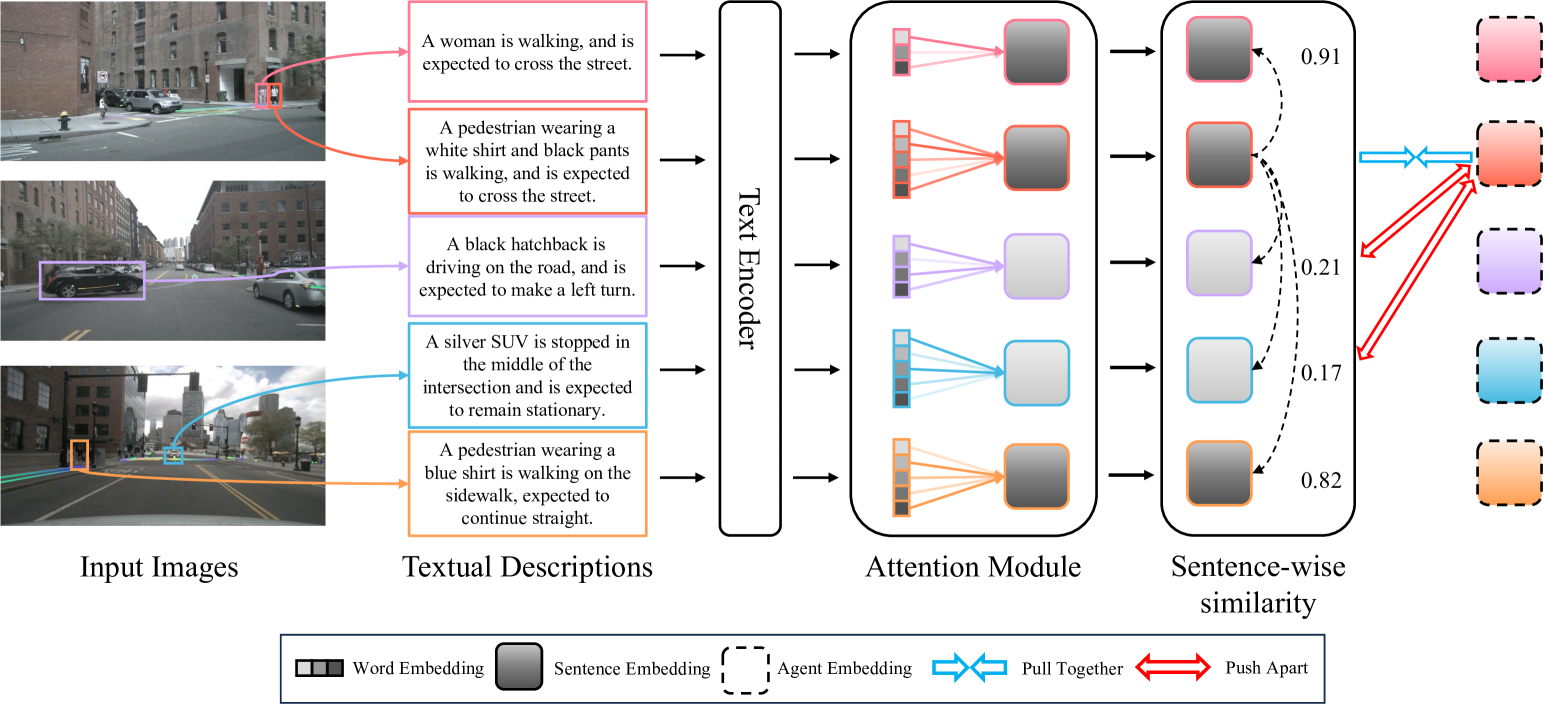 A woman is walking, and is
expected to cross the street.
A pedestrian wearing a
white shirt and black pants
is walking, and is expected
to cross the street.
A black hatchback is
driving on the road, and is
expected to make a left turn.
A silver SUV is stopped in
the middle of the
intersection and is expected
to remain stationary.
A pedestrian wearing a
blue shirt is walking on the
sidewalk, expected to
continue straight.
Text Encoder
0.91
0.21
0.17
0.82
Input Images
Textual Descriptions
Attention Module
Sentence-wise
similarity
Word Embedding
Sentence Embedding
Agent Embedding
Pull Together
Push Apart